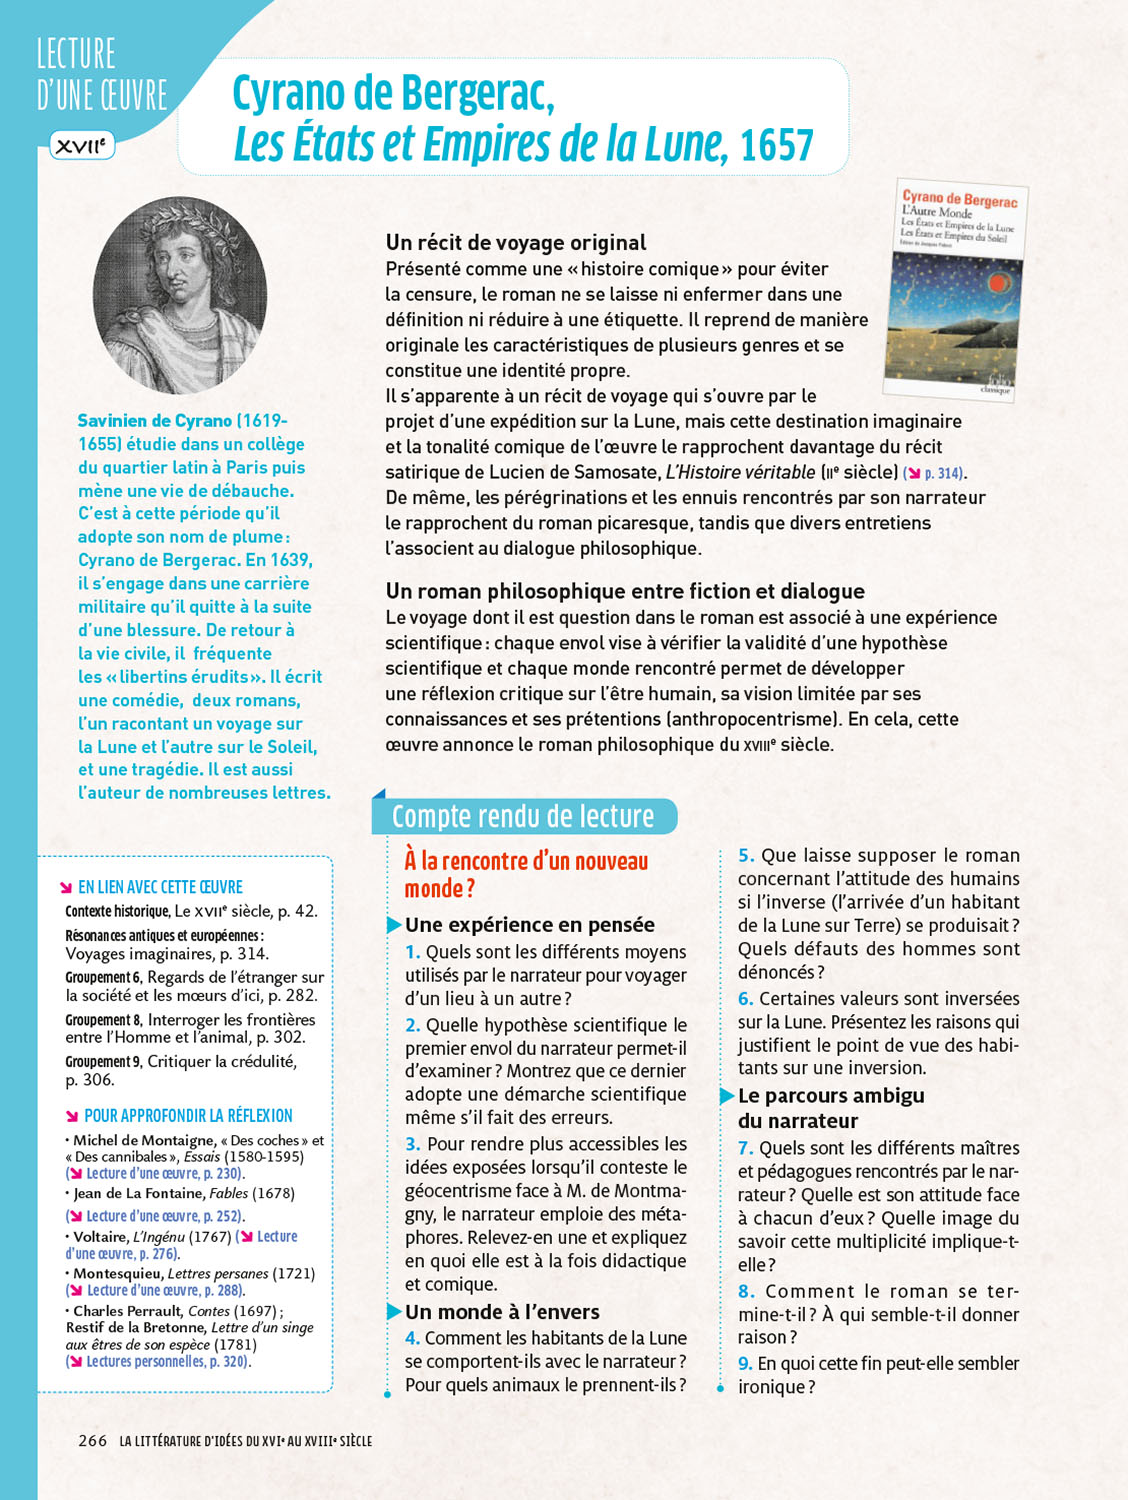 LECTURE
D'UNE ŒUVRE
XVIIe
Cyrano de Bergerac,
Les États et Empires de la Lune, 1657
Cyrano de Bergerac
L'Autre Monde
Les États et Empires de la Lune
Les États et Empires du Soleil
Édition de Jacques Prévot
folio
classique
Savinien de Cyrano (1619-
1655) étudie dans un collège
du quartier latin à Paris puis
mène une vie de débauche.
C'est à cette période qu'il
adopte son nom de plume :
Cyrano de Bergerac. En 1639,
il s'engage dans une carrière
militaire qu'il quitte à la suite
d'une blessure. De retour à
la vie civile, il fréquente
les « libertins érudits ». Il écrit
une comédie, deux romans,
l'un racontant un voyage sur
la Lune et l'autre sur le Soleil,
et une tragédie. Il est aussi
l'auteur de nombreuses lettres.
Un récit de voyage original
Présenté comme une « histoire comique » pour éviter
la censure, le roman ne se laisse ni enfermer dans une
définition ni réduire à une étiquette. Il reprend de manière
originale les caractéristiques de plusieurs genres et se
constitue une identité propre.
Il s'apparente à un récit de voyage qui s'ouvre par le
projet d'une expédition sur la Lune, mais cette destination imaginaire
et la tonalité comique de l'œuvre le rapprochent davantage du récit
satirique de Lucien de Samosate, L'Histoire véritable (IIe siècle) (↘ p. 314).
De même, les pérégrinations et les ennuis rencontrés par son narrateur
le rapprochent du roman picaresque, tandis que divers entretiens
l'associent au dialogue philosophique.
Un roman philosophique entre fiction et dialogue
Le voyage dont il est question dans le roman est associé à une expérience
scientifique : chaque envol vise à vérifier la validité d'une hypothèse
scientifique et chaque monde rencontré permet de développer
une réflexion critique sur l'être humain, sa vision limitée par ses
connaissances et ses prétentions (anthropocentrisme). En cela, cette
œuvre annonce le roman philosophique du XVIIIe siècle.
↘ EN LIEN AVEC CETTE ŒUVRE
Contexte historique, Le XVIIe siècle, p. 42.
Résonances antiques et européennes :
Voyages imaginaires, p. 314.
Groupement 6, Regards de l'étranger sur
la société et les mœurs d'ici, p. 282.
Groupement 8, Interroger les frontières
entre l'Homme et l'animal, p. 302.
Groupement 9, Critiquer la crédulité,
p. 306.
↘ POUR APPROFONDIR LA RÉFLEXION
• Michel de Montaigne, « Des coches » et
« Des cannibales », Essais (1580-1595)
(↘ Lecture d'une œuvre, p. 230).
• Jean de La Fontaine, Fables (1678)
(↘ Lecture d'une œuvre, p. 252).
• Voltaire, L'Ingénu (1767) (↘ Lecture
d'une œuvre, p. 276).
• Montesquieu, Lettres persanes (1721)
(↘ Lecture d'une œuvre, p. 288).
• Charles Perrault, Contes (1697) ;
Restif de la Bretonne, Lettre d'un singe
aux êtres de son espèce (1781)
(↘ Lectures personnelles, p. 320).
Compte rendu de lecture
À la rencontre d'un nouveau
monde ?
Une expérience en pensée
1. Quels sont les différents moyens
utilisés par le narrateur pour voyager
d'un lieu à un autre ?
2. Quelle hypothèse scientifique le
premier envol du narrateur permet-il
d'examiner ? Montrez que ce dernier
adopte une démarche scientifique
même s'il fait des erreurs.
3. Pour rendre plus accessibles les
idées exposées lorsqu'il conteste le
géocentrisme face à M. de Montma-
gny, le narrateur emploie des méta-
phores. Relevez-en une et expliquez
en quoi elle est à la fois didactique
et comique.
Un monde à l'envers
4. Comment les habitants de la Lune
se comportent-ils avec le narrateur ?
Pour quels animaux le prennent-ils ?
5. Que laisse supposer le roman
concernant l'attitude des humains
si l'inverse (l'arrivée d'un habitant
de la Lune sur Terre) se produisait ?
Quels défauts des hommes sont
dénoncés ?
6. Certaines valeurs sont inversées
sur la Lune. Présentez les raisons qui
justifient le point de vue des habi-
tants sur une inversion.
Le parcours ambigu
du narrateur
7. Quels sont les différents maîtres
et pédagogues rencontrés par le nar-
rateur ? Quelle est son attitude face
à chacun d'eux ? Quelle image du
savoir cette multiplicité implique-t-
elle ?
8. Comment le roman se ter-
mine-t-il ? À qui semble-t-il donner
raison ?
9. En quoi cette fin peut-elle sembler
ironique ?
266 LA LITTÉRATURE D'IDÉES DU XVIe AU XVIIIe SIÈCLE